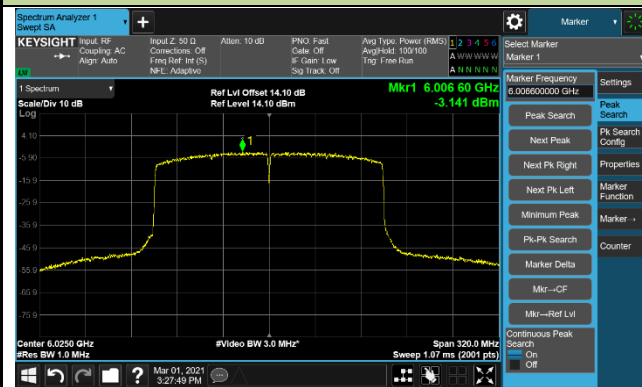 Spectrum Analyzer 1
Swept SA
Marker
KEYSIGHT
Input: RF
Coupling: AC
Align: Auto
Input Z: 50 Ω
Corrections: Off
Freq Ref: Int (S)
NFE: Adaptive
Atten: 10 dB
PNO: Fast
Gate: Off
IF Gain: Low
Sig Track: Off
Avg Type: Power (RMS)
Avg|Hold: 100/100
Trig: Free Run
1 2 3 4 5 6
A W W W W W
A N N N N N
Select Marker
Marker 1
1 Spectrum
Scale/Div 10 dB
Log
Ref Lvl Offset 14.10 dB
Ref Level 14.10 dBm
Mkr1 6.006 60 GHz
-3.141 dBm
4.10
-5.90
-15.9
-25.9
-35.9
-45.9
-55.9
-65.9
-75.9
1
Center 6.0250 GHz
#Res BW 1.0 MHz
#Video BW 3.0 MHz*
Span 320.0 MHz
Sweep 1.07 ms (2001 pts)
Marker Frequency
6.006600000 GHz
Peak Search
Next Peak
Next Pk Right
Next Pk Left
Minimum Peak
Pk-Pk Search
Marker Delta
Mkr→CF
Mkr→Ref Lvl
Continuous Peak
Search
On
Off
Settings
Peak
Search
Pk Search
Config
Properties
Marker
Function
Marker→
Counter
Mar 01, 2021
3:27:49 PM